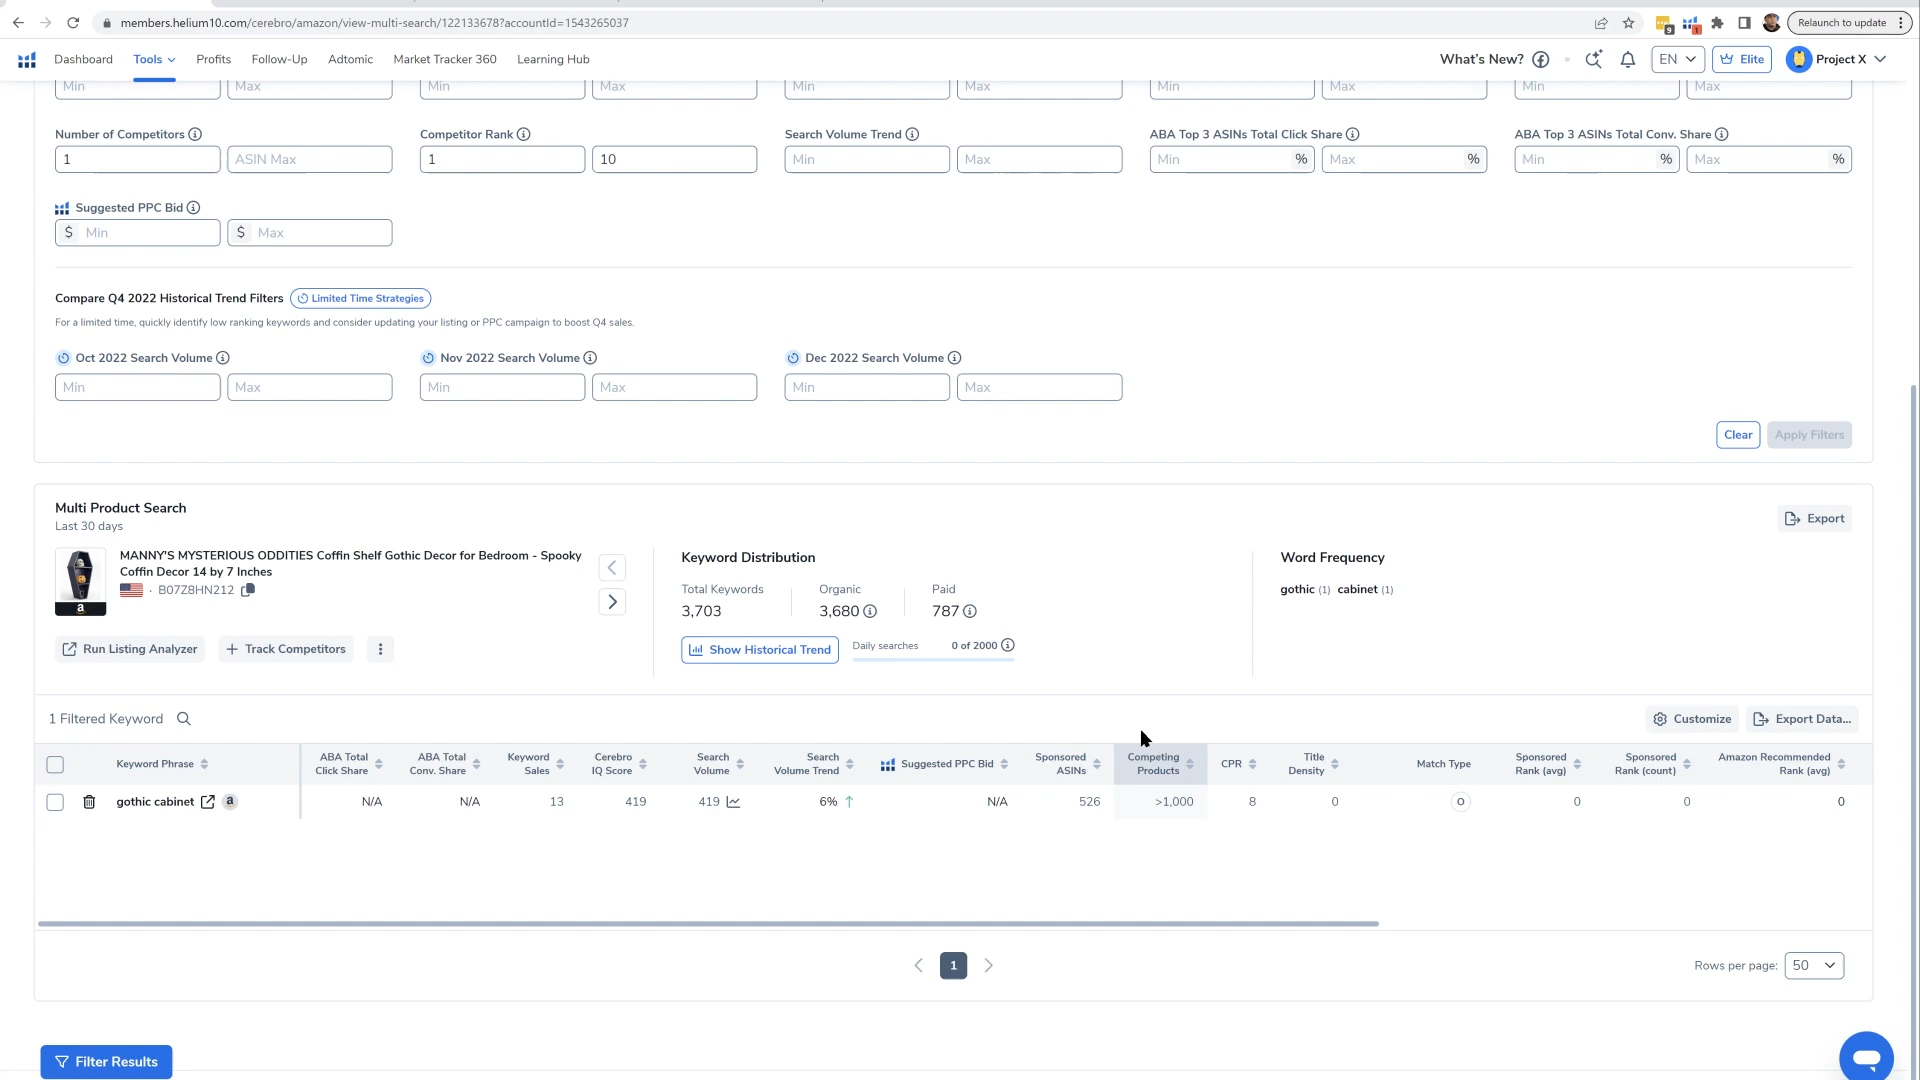 members.helium10.com/cerebro/amazon/view-multi-search/122133678?accountId=1543265037
9
1
Relaunch to update
Dashboard
Tools
Profits
Follow-Up
Adtomic
Market Tracker 360
Learning Hub
What's New?
EN
Elite
Project X
Min
Max
Min
Max
Min
Max
Min
Max
Min
Max
Number of Competitors
Competitor Rank
Search Volume Trend
ABA Top 3 ASINs Total Click Share
ABA Top 3 ASINs Total Conv. Share
1
ASIN Max
1
10
Min
Max
Min %
Max %
Min %
Max %
Suggested PPC Bid
$ Min
$ Max
Compare Q4 2022 Historical Trend Filters
Limited Time Strategies
For a limited time, quickly identify low ranking keywords and consider updating your listing or PPC campaign to boost Q4 sales.
Oct 2022 Search Volume
Nov 2022 Search Volume
Dec 2022 Search Volume
Min
Max
Min
Max
Min
Max
Clear
Apply Filters
Multi Product Search
Last 30 days
Export
MANNY'S MYSTERIOUS ODDITIES Coffin Shelf Gothic Decor for Bedroom - Spooky
Coffin Decor 14 by 7 Inches
· B07Z8HN212
a
Run Listing Analyzer
+ Track Competitors
Keyword Distribution
Total Keywords
Organic
Paid
3,703
3,680
787
Show Historical Trend
Daily searches
0 of 2000
Word Frequency
gothic (1) cabinet (1)
1 Filtered Keyword
Customize
Export Data...
Keyword Phrase
ABA Total
Click Share
ABA Total
Conv. Share
Keyword
Sales
Cerebro
IQ Score
Search
Volume
Search
Volume Trend
Suggested PPC Bid
Sponsored
ASINs
Competing
Products
CPR
Title
Density
Match Type
Sponsored
Rank (avg)
Sponsored
Rank (count)
Amazon Recommended
Rank (avg)
gothic cabinet
a
N/A
N/A
13
419
419
6%
N/A
526
>1,000
8
0
O
0
0
0
1
Rows per page:
50
Filter Results